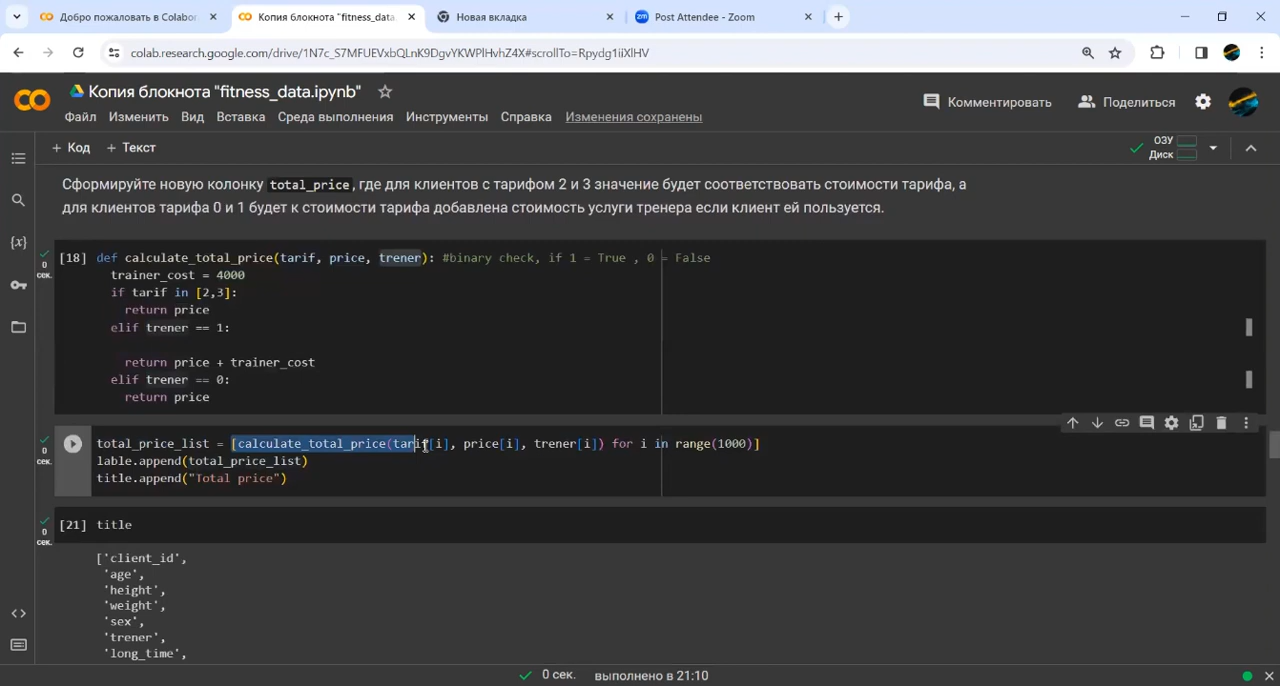 Добро пожаловать в Colabor
Копия блокнота "fitness_data.
Новая вкладка
Post Attendee - Zoom
colab.research.google.com/drive/1N7c_S7MFUEVxbQLnK9DgvYKWPlHvhZ4X#scrollTo=Rpydg1iiXlHV
Копия блокнота "fitness_data.ipynb"
Комментировать
Поделиться
Файл Изменить Вид Вставка Среда выполнения Инструменты Справка Изменения сохранены
+ Код + Текст
ОЗУ
Диск
Сформируйте новую колонку total_price, где для клиентов с тарифом 2 и 3 значение будет соответствовать стоимости тарифа, а
для клиентов тарифа 0 и 1 будет к стоимости тарифа добавлена стоимость услуги тренера если клиент ей пользуется.
0
сек.
[18] def calculate_total_price(tarif, price, trener): #binary check, if 1 = True , 0 = False
trainer_cost = 4000
if tarif in [2,3]:
return price
elif trener == 1:
return price + trainer_cost
elif trener == 0:
return price
0
сек.
total_price_list = [calculate_total_price(tarif[i], price[i], trener[i]) for i in range(1000)]
lable.append(total_price_list)
title.append("Total price")
0
сек.
[21] title
['client_id',
'age',
'height',
'weight',
'sex',
'trener',
'long_time',
0 сек. выполнено в 21:10